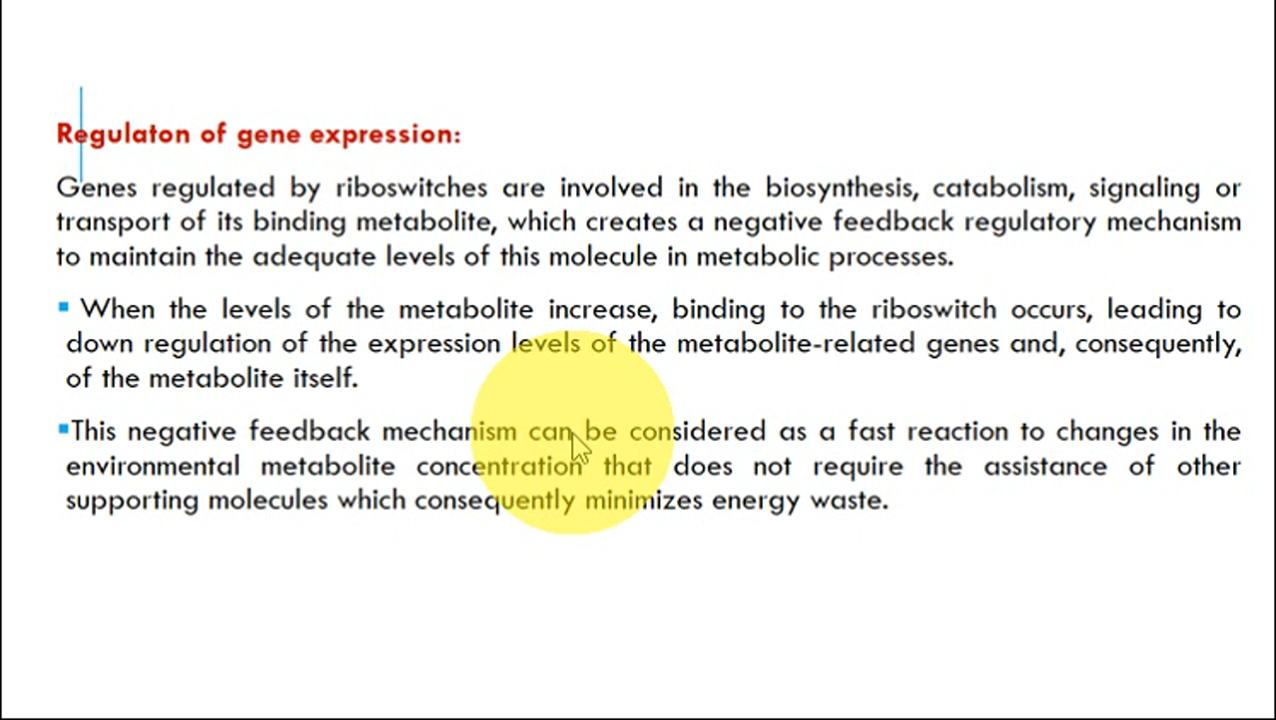 Regulaton of gene expression:
Genes regulated by riboswitches are involved in the biosynthesis, catabolism, signaling or
transport of its binding metabolite, which creates a negative feedback regulatory mechanism
to maintain the adequate levels of this molecule in metabolic processes.
▪ When the levels of the metabolite increase, binding to the riboswitch occurs, leading to
down regulation of the expression levels of the metabolite-related genes and, consequently,
of the metabolite itself.
▪This negative feedback mechanism can be considered as a fast reaction to changes in the
environmental metabolite concentration that does not require the assistance of other
supporting molecules which consequently minimizes energy waste.